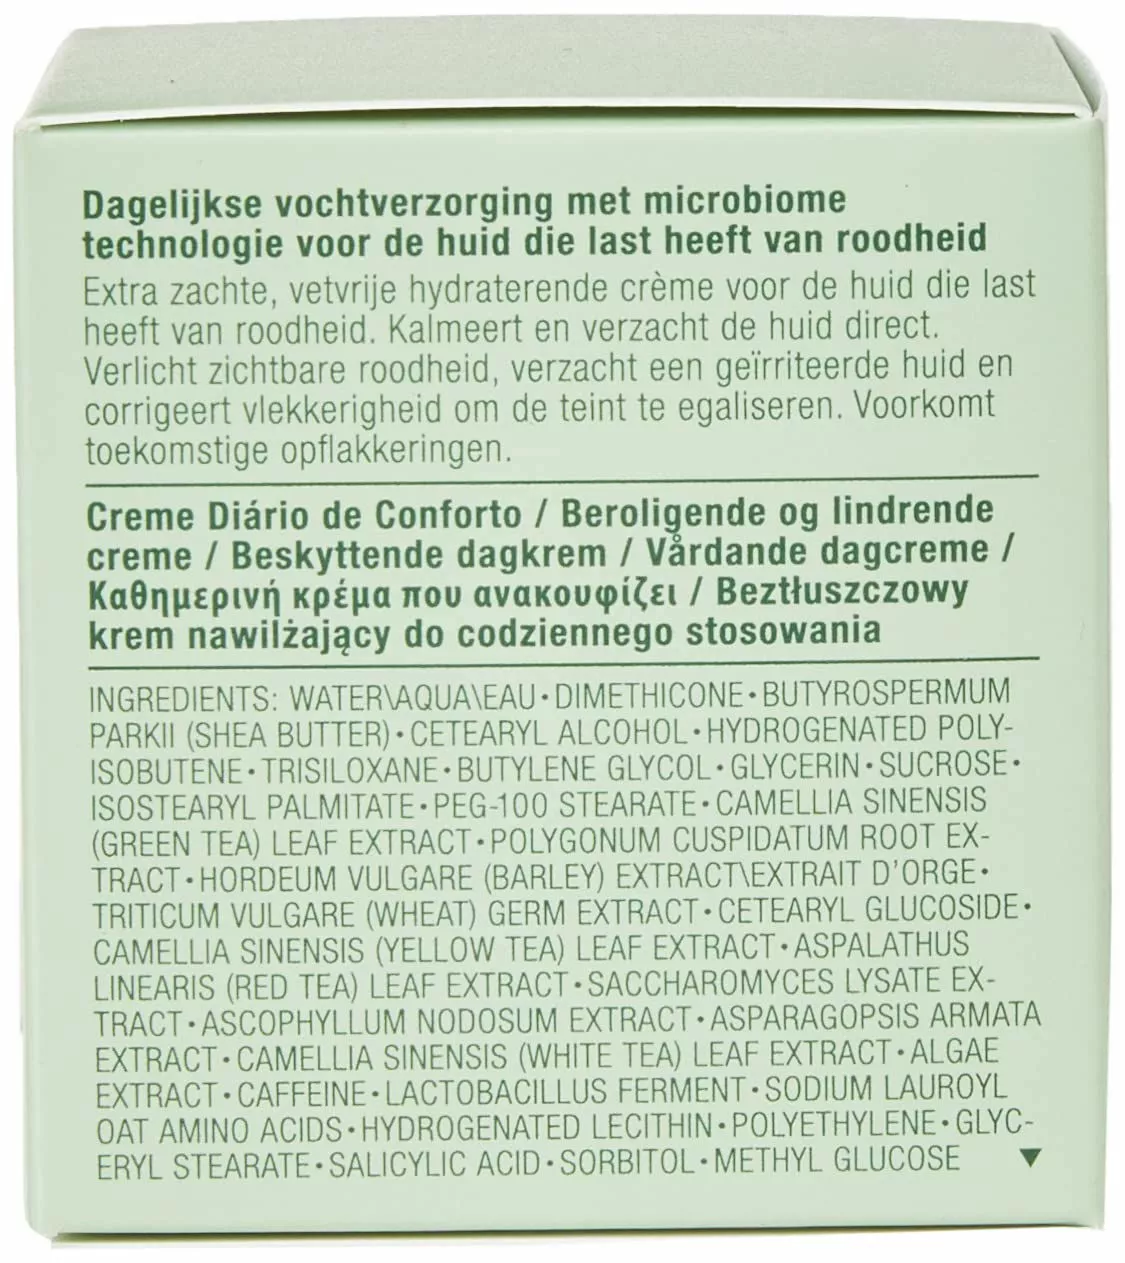 Dagelijkse vochtverzorging met microbiome
technologie voor de huid die last heeft van roodheid
Extra zachte, vetvrije hydraterende crème voor de huid die last
heeft van roodheid. Kalmeert en verzacht de huid direct.
Verlicht zichtbare roodheid, verzacht een geïrriteerde huid en
corrigeert vlekkerigheid om de teint te egaliseren. Voorkomt
toekomstige opflakkeringen.
Creme Diário de Conforto / Beroligende og lindrende
creme / Beskyttende dagkrem / Vårdande dagcreme /
Καθημερινή κρέμα που ανακουφίζει / Beztłuszczowy
krem nawilżający do codziennego stosowania
INGREDIENTS: WATER\AQUA\EAU • DIMETHICONE • BUTYROSPERMUM
PARKII (SHEA BUTTER) • CETEARYL ALCOHOL • HYDROGENATED POLY-
ISOBUTENE • TRISILOXANE • BUTYLENE GLYCOL • GLYCERIN • SUCROSE •
ISOSTEARYL PALMITATE • PEG-100 STEARATE • CAMELLIA SINENSIS
(GREEN TEA) LEAF EXTRACT • POLYGONUM CUSPIDATUM ROOT EX-
TRACT • HORDEUM VULGARE (BARLEY) EXTRACT\EXTRAIT D'ORGE •
TRITICUM VULGARE (WHEAT) GERM EXTRACT • CETEARYL GLUCOSIDE •
CAMELLIA SINENSIS (YELLOW TEA) LEAF EXTRACT • ASPALATHUS
LINEARIS (RED TEA) LEAF EXTRACT • SACCHAROMYCES LYSATE EX-
TRACT • ASCOPHYLLUM NODOSUM EXTRACT • ASPARAGOPSIS ARMATA
EXTRACT • CAMELLIA SINENSIS (WHITE TEA) LEAF EXTRACT • ALGAE
EXTRACT • CAFFEINE • LACTOBACILLUS FERMENT • SODIUM LAUROYL
OAT AMINO ACIDS • HYDROGENATED LECITHIN • POLYETHYLENE • GLYC-
ERYL STEARATE • SALICYLIC ACID • SORBITOL • METHYL GLUCOSE ▼